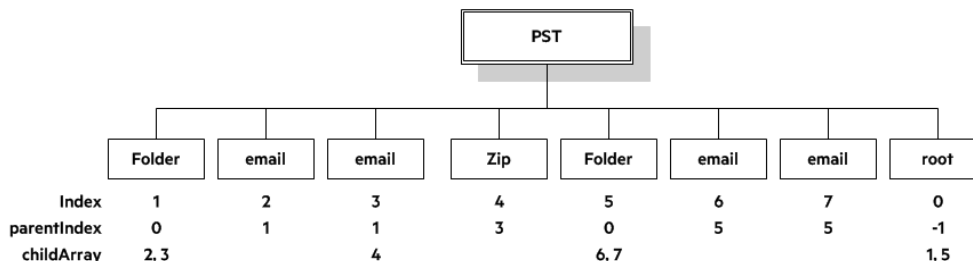 PST
Folder email email Zip Folder email email root
Index 1 2 3 4 5 6 7 0
parentIndex 0 1 1 3 0 5 5 -1
childArray 2, 3 4 6, 7 1, 5